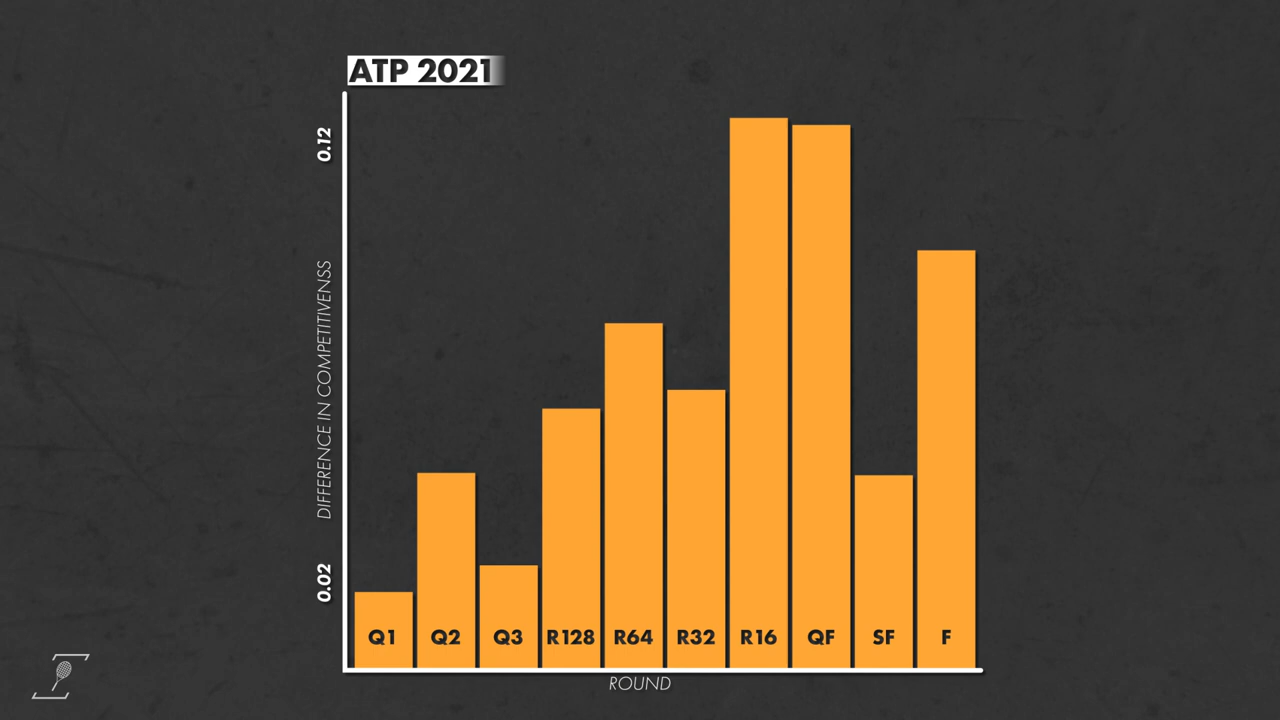 ATP 2021
0.12
DIFFERENCE IN COMPETITIVENSS
0.02
Q1 Q2 Q3 R128 R64 R32 R16 QF SF F
ROUND